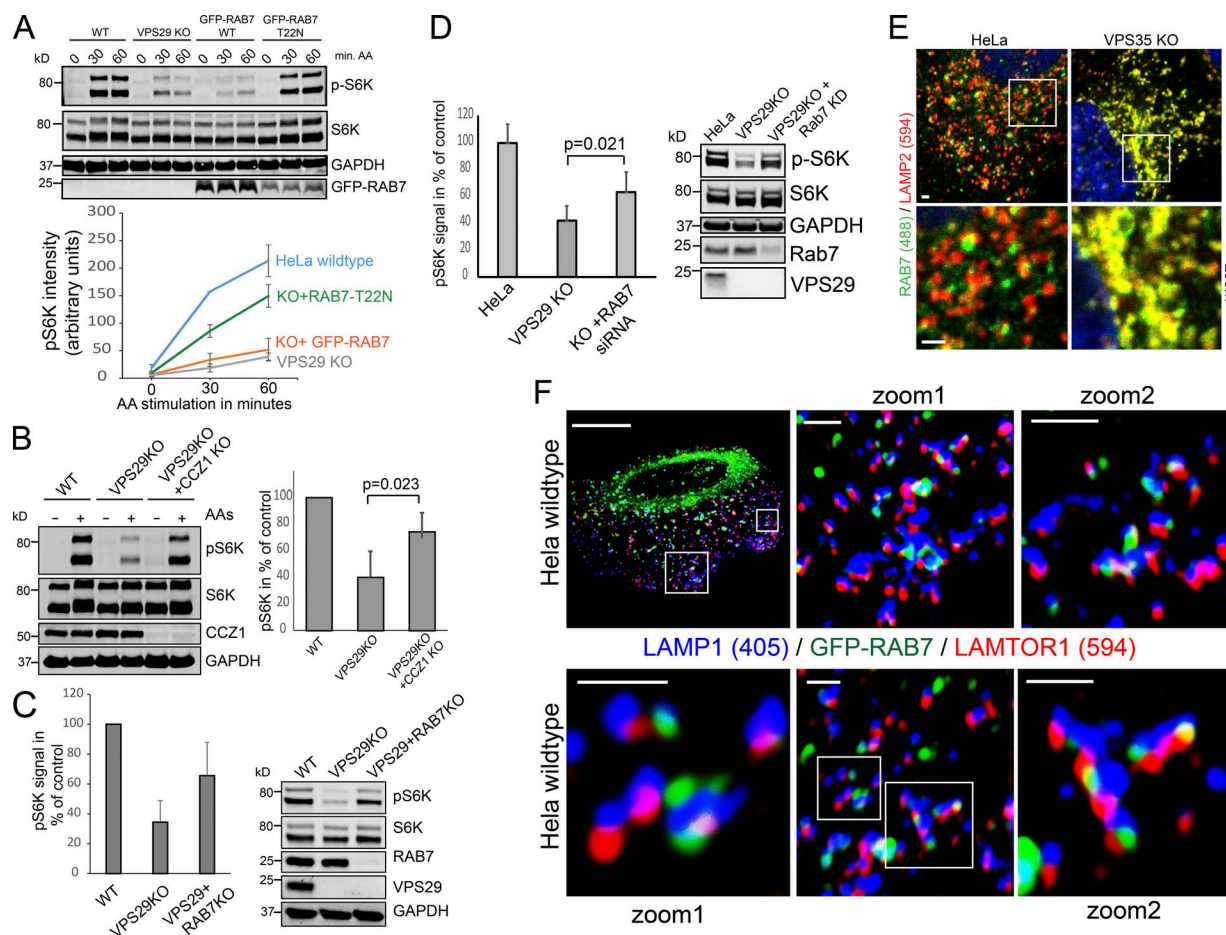 A
WT
VPS29 KO
GFP-RAB7
WT
GFP-RAB7
T22N
kD
0 30 60 0 30 60 0 30 60 0 30 60 min. AA
80
p-S6K
80
S6K
37
GAPDH
25
GFP-RAB7
pS6K intensity
(arbitrary units)
300
250
200
150
100
50
0
HeLa wildtype
KO+RAB7-T22N
KO+ GFP-RAB7
VPS29 KO
0 30 60
AA stimulation in minutes
B
WT
VPS29KO
VPS29KO
+CCZ1 KO
kD
– + – + – + AAs
80
pS6K
80
S6K
50
CCZ1
37
GAPDH
pS6K in % of control
100
80
60
40
20
0
p=0.023
WT
VPS29KO
VPS29KO
+CCZ1 KO
C
pS6K signal in
% of control
120
100
80
60
40
20
0
WT
VPS29KO
VPS29+
RAB7KO
WT
VPS29KO
VPS29+RAB7KO
kD
80
pS6K
80
S6K
25
RAB7
25
VPS29
37
GAPDH
D
pS6K signal in % of control
120
100
80
60
40
20
0
p=0.021
HeLa
VPS29 KO
KO +RAB7
siRNA
HeLa
VPS29KO
VPS29KO +
Rab7 KD
kD
80
p-S6K
80
S6K
37
GAPDH
25
Rab7
25
VPS29
E
HeLa
VPS35 KO
RAB7 (488) / LAMP2 (594)
F
zoom1
zoom2
Hela wildtype
LAMP1 (405) / GFP-RAB7 / LAMTOR1 (594)
Hela wildtype
zoom1
zoom2